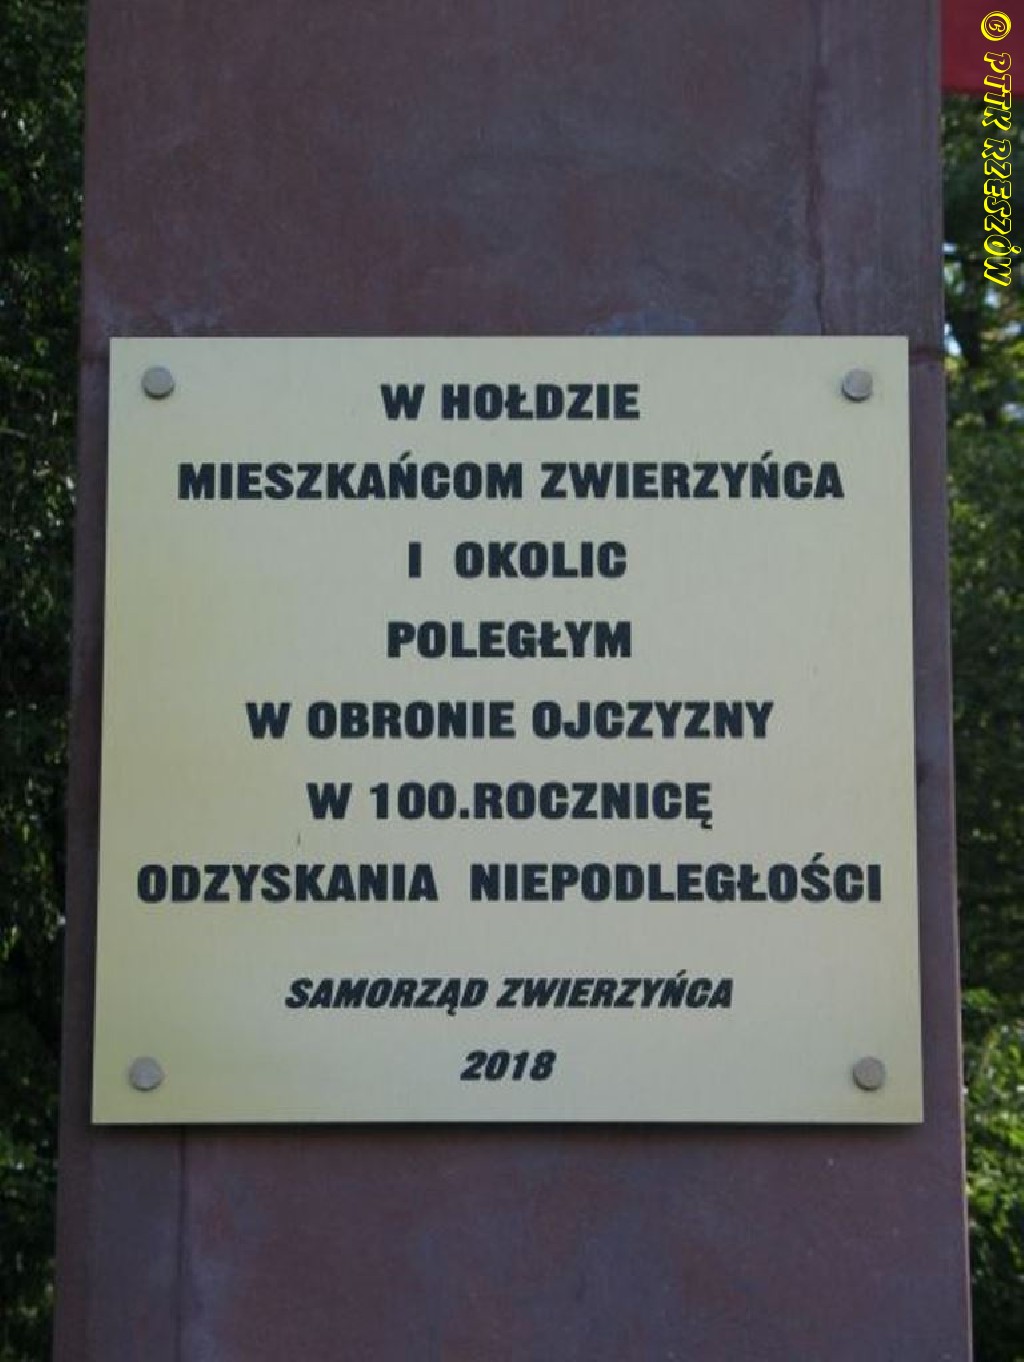 W HOŁDZIE
MIESZKAŃCOM ZWIERZYŃCA
I OKOLIC
POLEGŁYM
W OBRONIE OJCZYZNY
W 100.ROCZNICĘ
ODZYSKANIA NIEPODLEGŁOŚCI
SAMORZĄD ZWIERZYŃCA
2018
© PTTK RZESZÓW